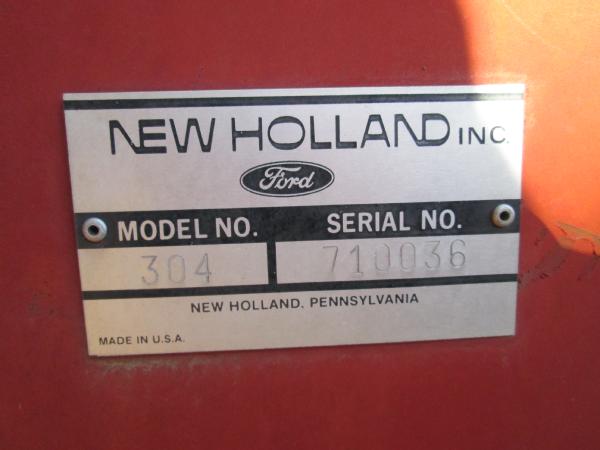 NEW HOLLAND INC.
Ford
MODEL NO. SERIAL NO.
304 710036
NEW HOLLAND, PENNSYLVANIA
MADE IN U.S.A.